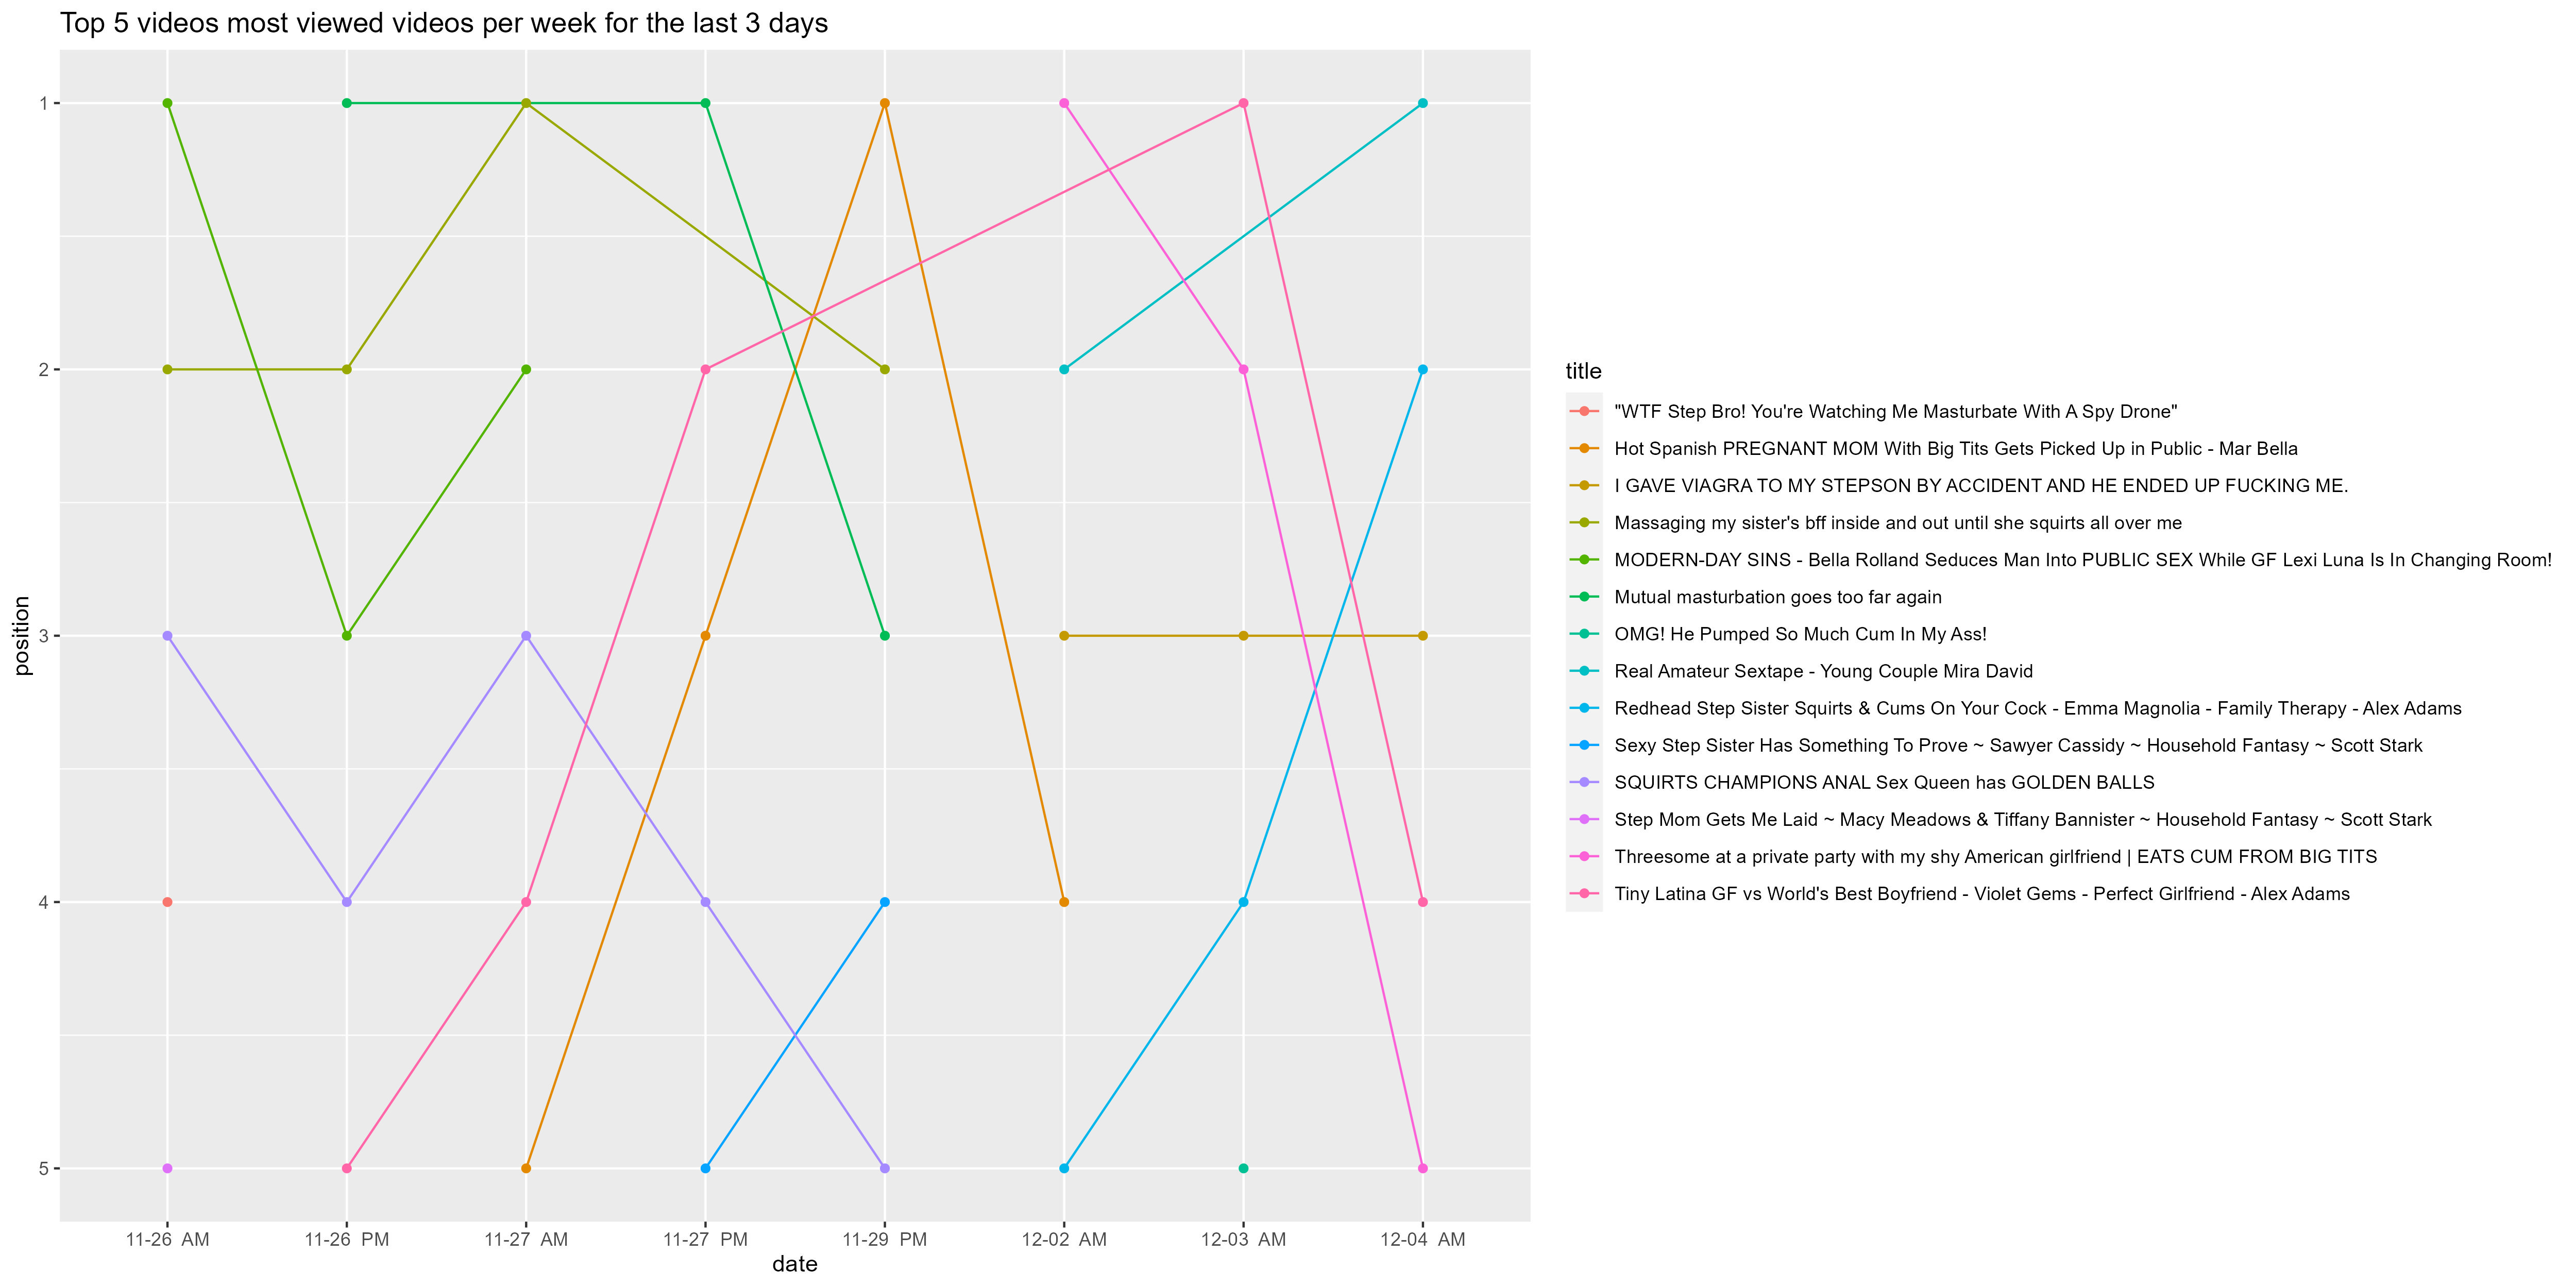 Top 5 videos most viewed videos per week for the last 3 days
position
1
2
3
4
5
11-26 AM
11-26 PM
11-27 AM
11-27 PM
11-29 PM
12-02 AM
12-03 AM
12-04 AM
date
title
"WTF Step Bro! You're Watching Me Masturbate With A Spy Drone"
Hot Spanish PREGNANT MOM With Big Tits Gets Picked Up in Public - Mar Bella
I GAVE VIAGRA TO MY STEPSON BY ACCIDENT AND HE ENDED UP FUCKING ME.
Massaging my sister's bff inside and out until she squirts all over me
MODERN-DAY SINS - Bella Rolland Seduces Man Into PUBLIC SEX While GF Lexi Luna Is In Changing Room!
Mutual masturbation goes too far again
OMG! He Pumped So Much Cum In My Ass!
Real Amateur Sextape - Young Couple Mira David
Redhead Step Sister Squirts & Cums On Your Cock - Emma Magnolia - Family Therapy - Alex Adams
Sexy Step Sister Has Something To Prove ~ Sawyer Cassidy ~ Household Fantasy ~ Scott Stark
SQUIRTS CHAMPIONS ANAL Sex Queen has GOLDEN BALLS
Step Mom Gets Me Laid ~ Macy Meadows & Tiffany Bannister ~ Household Fantasy ~ Scott Stark
Threesome at a private party with my shy American girlfriend | EATS CUM FROM BIG TITS
Tiny Latina GF vs World's Best Boyfriend - Violet Gems - Perfect Girlfriend - Alex Adams